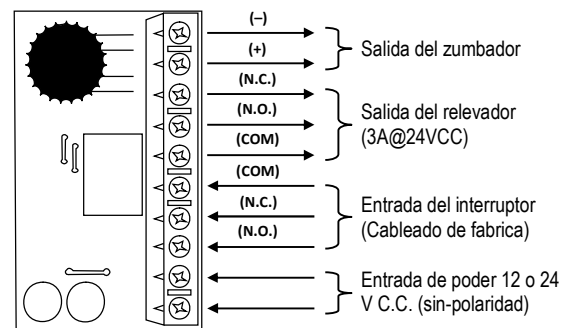 (–)
(+)
Salida del zumbador
(N.C.)
(N.O.)
(COM)
Salida del relevador
(3A@24VCC)
(COM)
(N.C.)
(N.O.)
Entrada del interruptor
(Cableado de fabrica)
Entrada de poder 12 o 24
V C.C. (sin-polaridad)